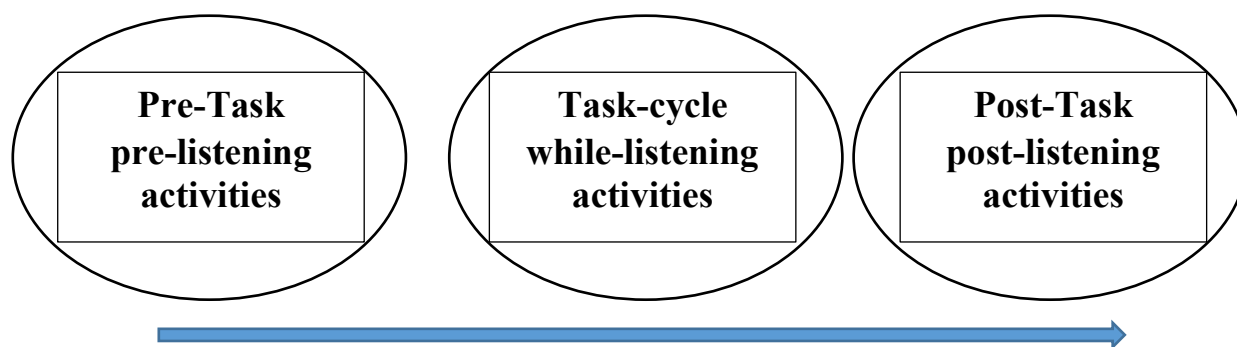 Pre-Task
pre-listening
activities
Task-cycle
while-listening
activities
Post-Task
post-listening
activities